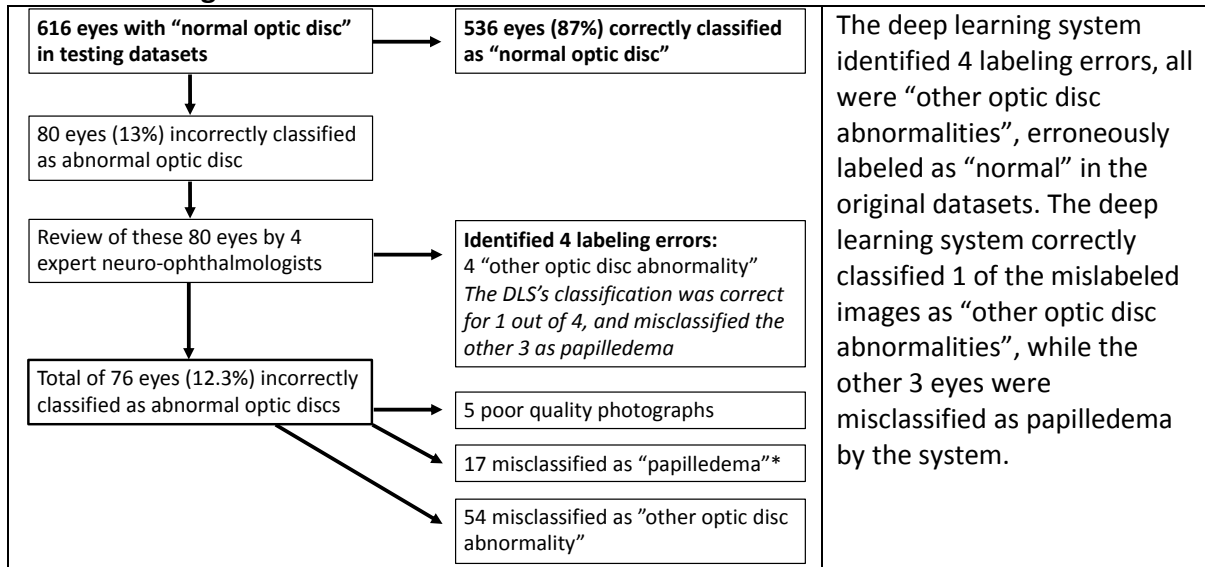 616 eyes with “normal optic disc”
in testing datasets
536 eyes (87%) correctly classified
as “normal optic disc”
80 eyes (13%) incorrectly classified
as abnormal optic disc
Review of these 80 eyes by 4
expert neuro-ophthalmologists
Identified 4 labeling errors:
4 “other optic disc abnormality”
The DLS’s classification was correct
for 1 out of 4, and misclassified the
other 3 as papilledema
Total of 76 eyes (12.3%) incorrectly
classified as abnormal optic discs
5 poor quality photographs
17 misclassified as “papilledema”*
54 misclassified as ”other optic disc
abnormality”
The deep learning system
identified 4 labeling errors, all
were “other optic disc
abnormalities”, erroneously
labeled as “normal” in the
original datasets. The deep
learning system correctly
classified 1 of the mislabeled
images as “other optic disc
abnormalities”, while the
other 3 eyes were
misclassified as papilledema
by the system.